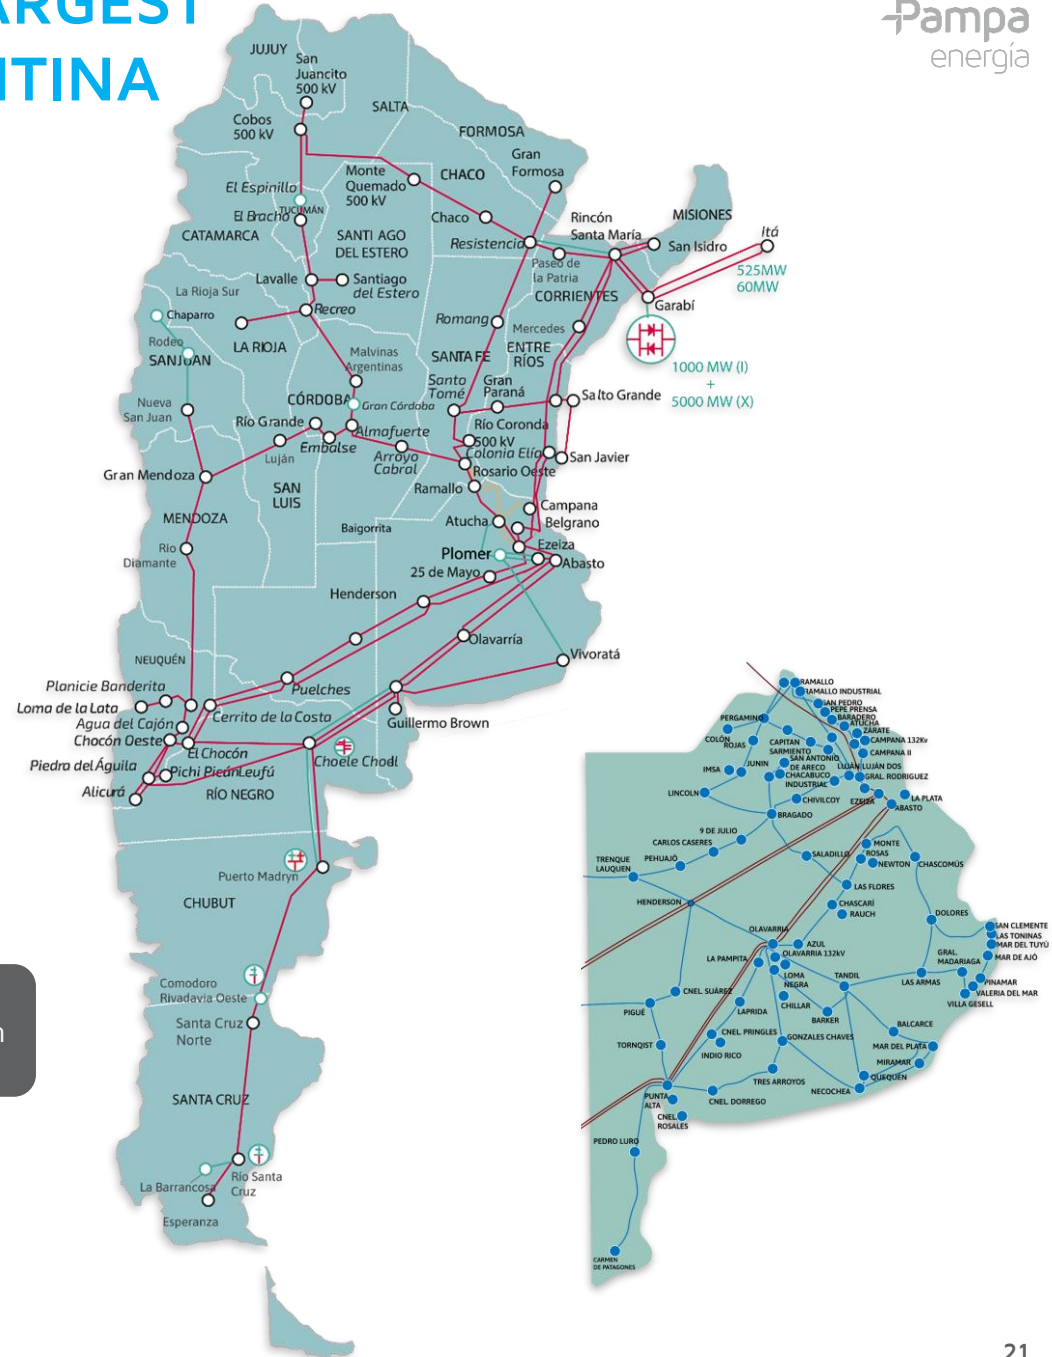 ARGEST
NTINA
Pampa
energía
JUJUY
San
Juancito
500 kV
SALTA
Cobos
500 kV
FORMOSA
Gran
Formosa
Monte
Quemado
500 kV
CHACO
El Espinillo
TUCUMÁN
El Bracho
Chaco
Rincón
Santa María
MISIONES
San Isidro
Itá
CATAMARCA
SANTI AGO
DEL ESTERO
Resistencia
Paseo de
la Patria
525MW
60MW
Lavalle
Santiago
del Estero
CORRIENTES
Garabí
La Rioja Sur
Chaparro
Recreo
Romang
Mercedes
Rodeo
SANJUAN
LA RIOJA
Malvinas
Argentinas
SANTA FE
ENTRE
RÍOS
1000 MW (I)
+
5000 MW (X)
Nueva
San Juan
CÓRDOBA
Gran Córdoba
Santo
Tomé
Gran
Paraná
Salto Grande
Río Grande
Almafuerte
Río Coronda
500 kV
Luján
Embalse
Arroyo
Cabral
Colonia Elía
San Javier
Gran Mendoza
Rosario Oeste
SAN
LUIS
Ramallo
MENDOZA
Baigorrita
Atucha
Campana
Belgrano
Río
Diamante
Plomer
Ezeiza
Abasto
25 de Mayo
Henderson
Olavarría
Vivoratá
NEUQUÉN
Planicie Banderita
Puelches
Loma de la Lata
Cerrito de la Costa
Guillermo Brown
Agua del Cajón
Chocón Oeste
El Chocón
Choele Choel
Piedra del Águila
Pichi Picún Leufú
Alicurá
RÍO NEGRO
Puerto Madryn
CHUBUT
Comodoro
Rivadavia Oeste
Santa Cruz
Norte
SANTA CRUZ
La Barrancosa
Río Santa
Cruz
Esperanza
n
RAMALLO
RAMALLO INDUSTRIAL
SAN PEDRO
PEPE PRENSA
BARADERO
ATUCHA
ZÁRATE
CAMPANA 132Kv
CAMPANA II
PERGAMINO
COLÓN
ROJAS
CAPITAN
SARMIENTO
SAN ANTONIO
DE ARECO
LUJÁN
LUJÁN DOS
GRAL. RODRIGUEZ
IMSA
JUNIN
CHACABUCO
INDUSTRIAL
LINCOLN
CHIVILCOY
EZEIZA
LA PLATA
ABASTO
BRAGADO
9 DE JULIO
CARLOS CASERES
MONTE
ROSAS
NEWTON
CHASCOMÚS
TRENQUE
LAUQUEN
PEHUAJÓ
SALADILLO
LAS FLORES
HENDERSON
CHASCARÍ
RAUCH
DOLORES
SAN CLEMENTE
LAS TONINAS
MAR DEL TUYÚ
MAR DE AJÓ
OLAVARRIA
AZUL
OLAVARRIA 132kV
LA PAMPITA
LOMA
NEGRA
TANDIL
GRAL.
MADARIAGA
LAS ARMAS
PINAMAR
VALERIA DEL MAR
VILLA GESELL
CNEL. SUÁREZ
PIGUÉ
LAPRIDA
CHILLAR
BARKER
BALCARCE
TORNQIST
CNEL. PRINGLES
INDIO RICO
GONZALES CHAVES
MAR DEL PLATA
MIRAMAR
QUEQUEN
NECOCHEA
TRES ARROYOS
PUNTA
ALTA
CNEL. DORREGO
CNEL.
ROSALES
PEDRO LURO
CARMEN
DE PATAGONES
21